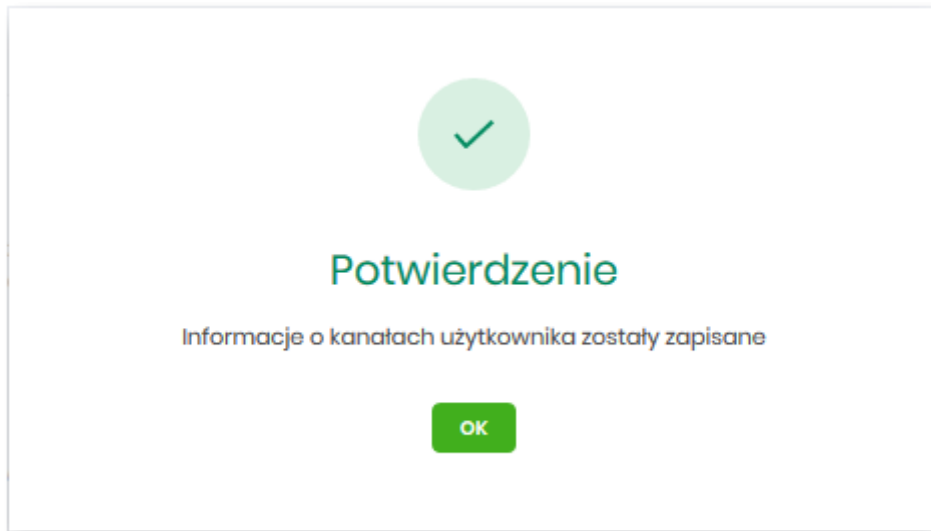 Potwierdzenie
Informacje o kanałach użytkownika zostały zapisane
OK